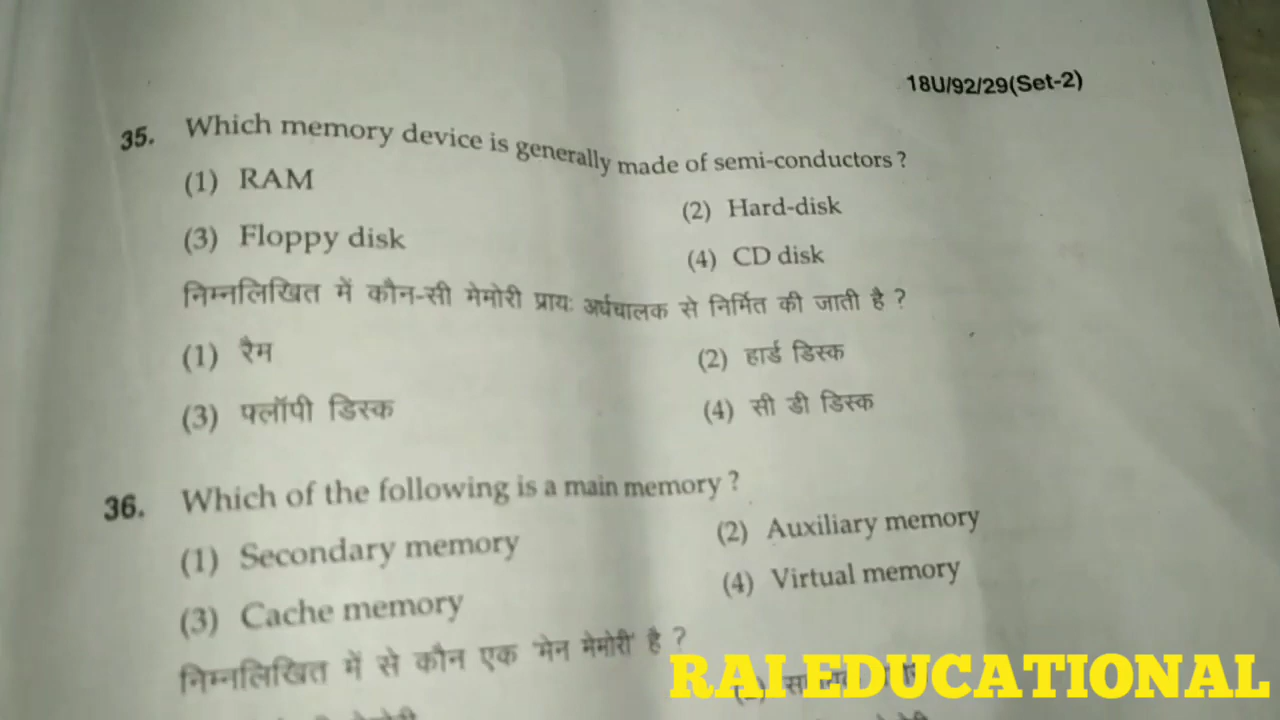 18U/92/29(Set-2)
35. Which memory device is generally made of semi-conductors ?
(1) RAM
(2) Hard-disk
(3) Floppy disk
(4) CD disk
निम्नलिखित में कौन-सी मेमोरी प्रायः अर्धचालक से निर्मित की जाती है ?
(1) रैम
(2) हार्ड डिस्क
(3) फ्लॉपी डिस्क
(4) सी डी डिस्क
36. Which of the following is a main memory ?
(1) Secondary memory
(2) Auxiliary memory
(3) Cache memory
(4) Virtual memory
निम्नलिखित में से कौन एक 'मेन मेमोरी' है ?
RAI EDUCATIONAL